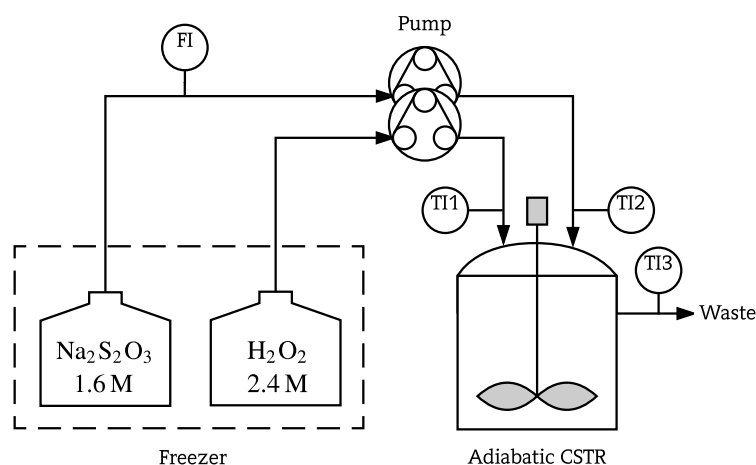 Pump
FI
TI1
TI2
TI3
Waste
Na₂S₂O₃
1.6 M
H₂O₂
2.4 M
Freezer
Adiabatic CSTR